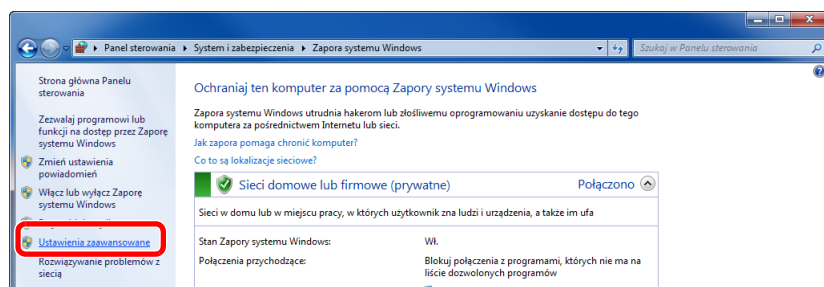 Panel sterowania ▸ System i zabezpieczenia ▸ Zapora systemu Windows
Szukaj w Panelu sterowania
Strona główna Panelu
sterowania
Zezwalaj programowi lub
funkcji na dostęp przez Zaporę
systemu Windows
Zmień ustawienia
powiadomień
Włącz lub wyłącz Zaporę
systemu Windows
Ustawienia zaawansowane
Rozwiązywanie problemów z
siecią
Ochraniaj ten komputer za pomocą Zapory systemu Windows
Zapora systemu Windows utrudnia hakerom lub złośliwemu oprogramowaniu uzyskanie dostępu do tego
komputera za pośrednictwem Internetu lub sieci.
Jak zapora pomaga chronić komputer?
Co to są lokalizacje sieciowe?
Sieci domowe lub firmowe (prywatne) Połączono
Sieci w domu lub w miejscu pracy, w których użytkownik zna ludzi i urządzenia, a także im ufa
Stan Zapory systemu Windows: Wł.
Połączenia przychodzące: Blokuj połączenia z programami, których nie ma na
liście dozwolonych programów